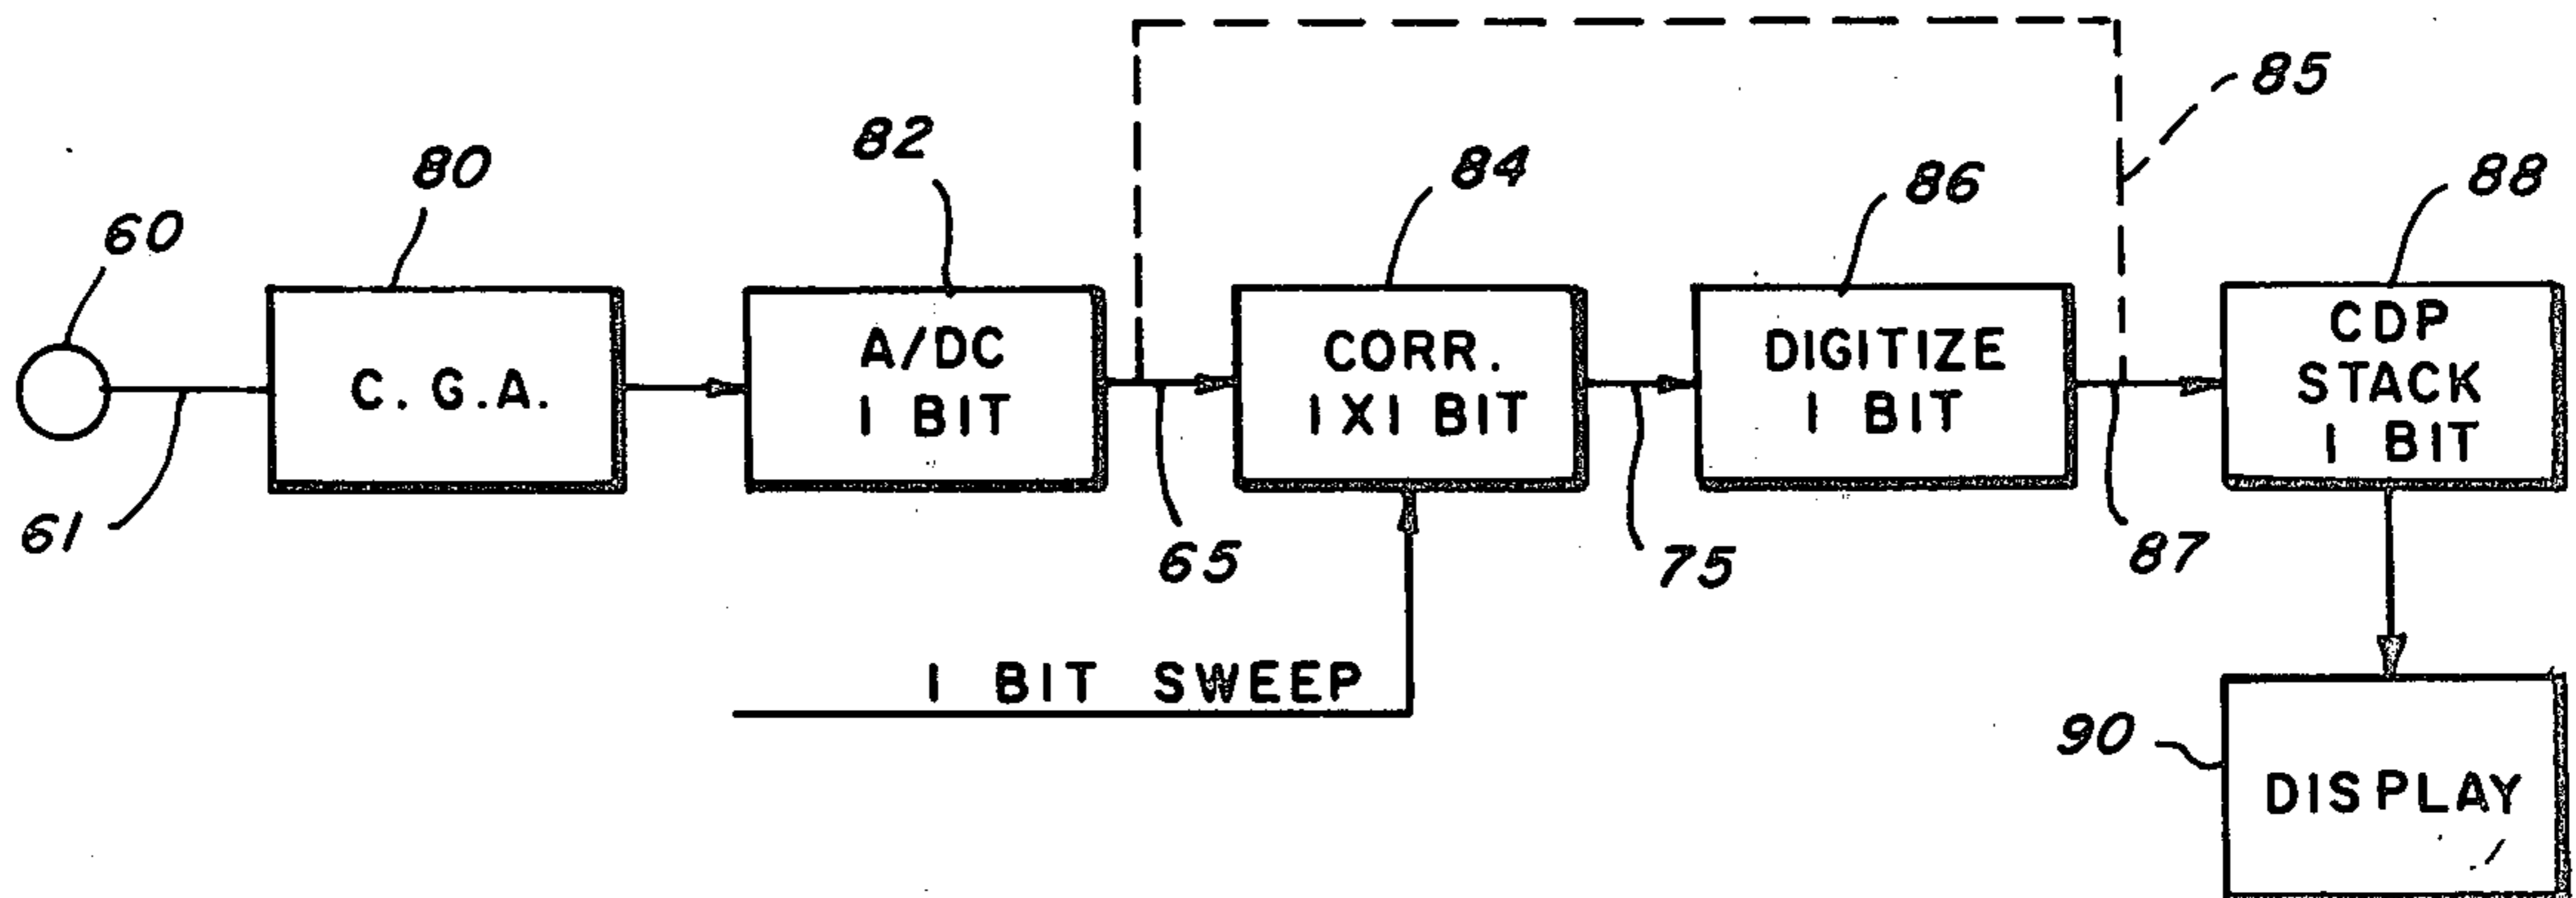 85
82
80
84
86
88
60
C. G. A.
A/DC
1 BIT
CORR.
1X1 BIT
DIGITIZE
1 BIT
CDP
STACK
1 BIT
61
65
75
87
1 BIT SWEEP
90
DISPLAY